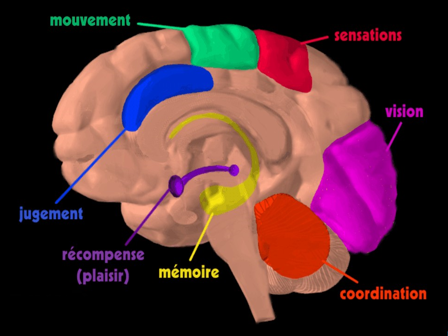 mouvement
sensations
vision
jugement
récompense
(plaisir)
mémoire
coordination